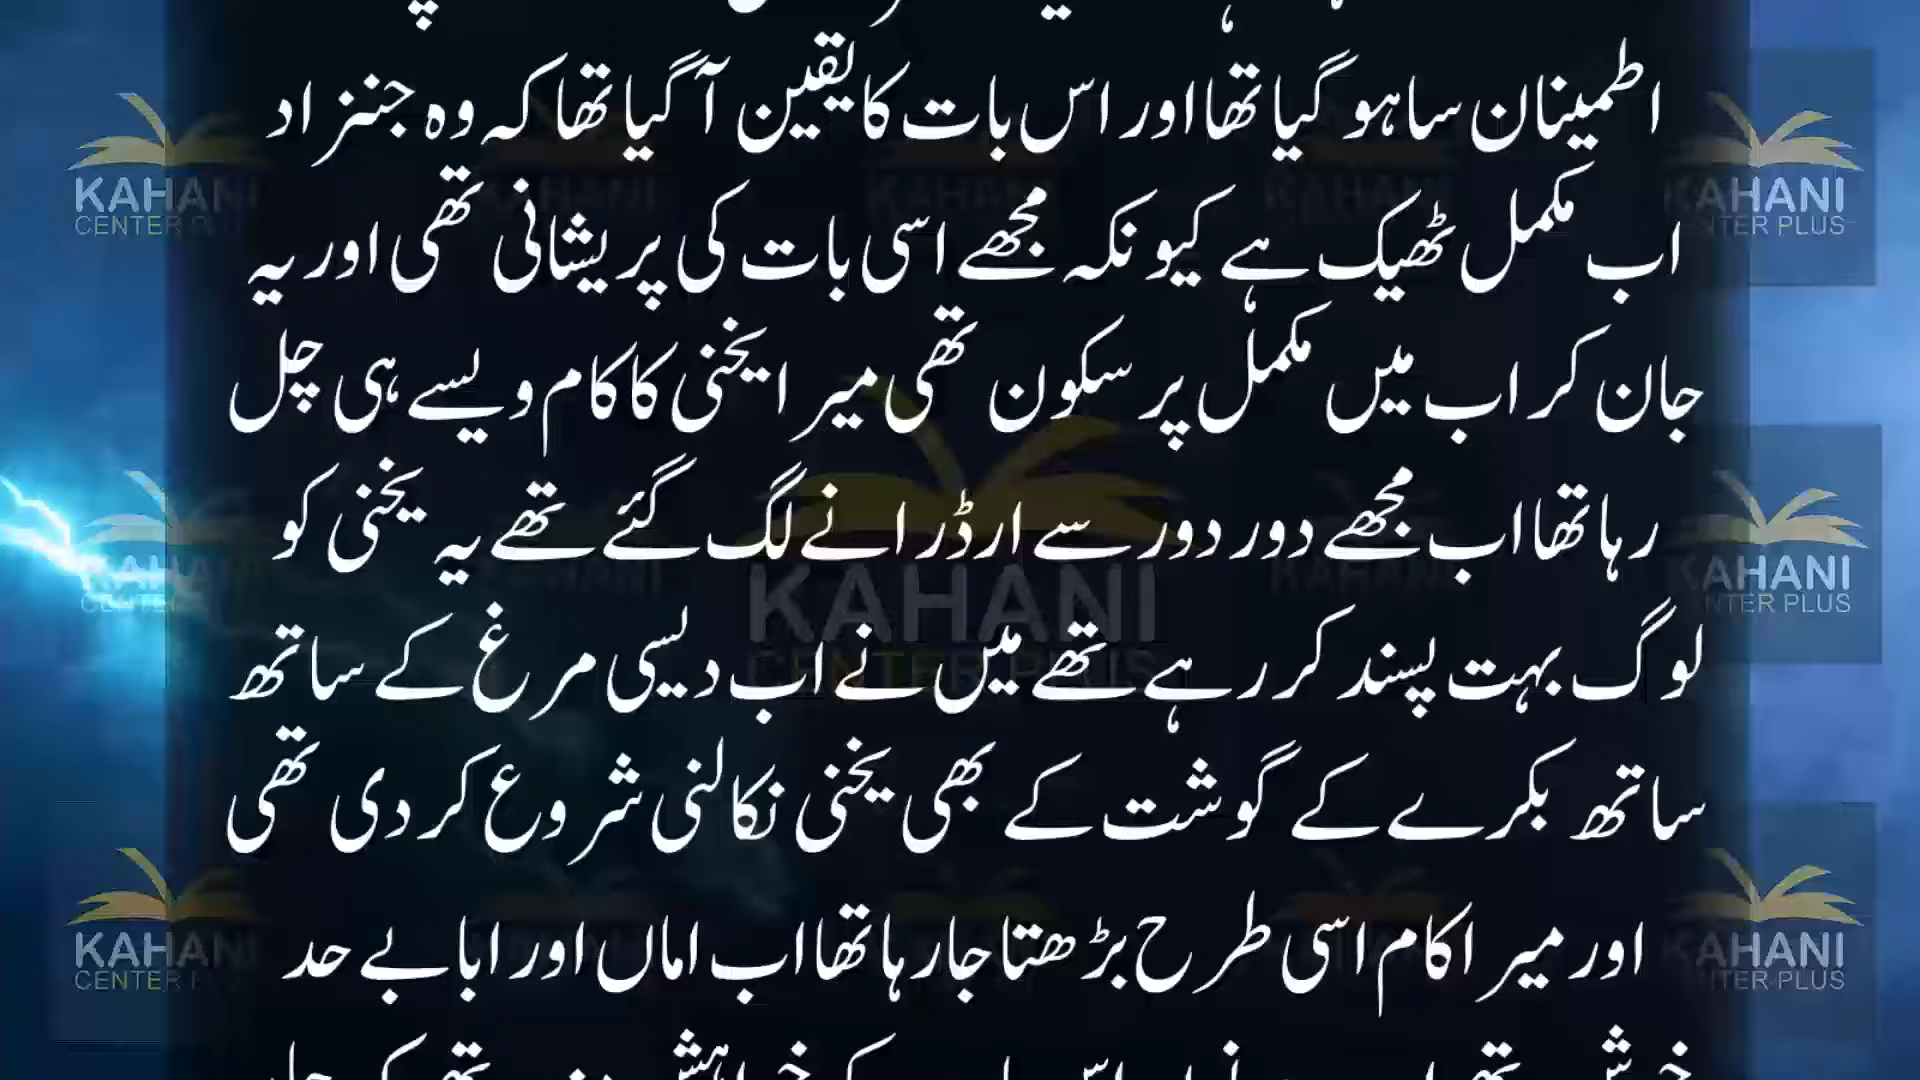 اطمینان سا ہو گیا تھا اور اس بات کا یقین آ گیا تھا کہ وہ جننزاد
اب مکمل ٹھیک ہے کیونکہ مجھے اسی بات کی پریشانی تھی اور یہ
جان کر اب میں مکمل پر سکون تھی میرا یخنی کا کام ویسے ہی چل
رہا تھا اب مجھے دور دور سے ارڈر انے لگ گئے تھے یہ یخنی کو
لوگ بہت پسند کر رہے تھے میں نے اب دیسی مرغ کے ساتھ
ساتھ بکرے کے گوشت کے بھی یخنی نکالنی شروع کر دی تھی
اور میرا کام اسی طرح بڑھتا جا رہا تھا اب اماں اور ابا بے حد
KAHANI
CENTER PLUS